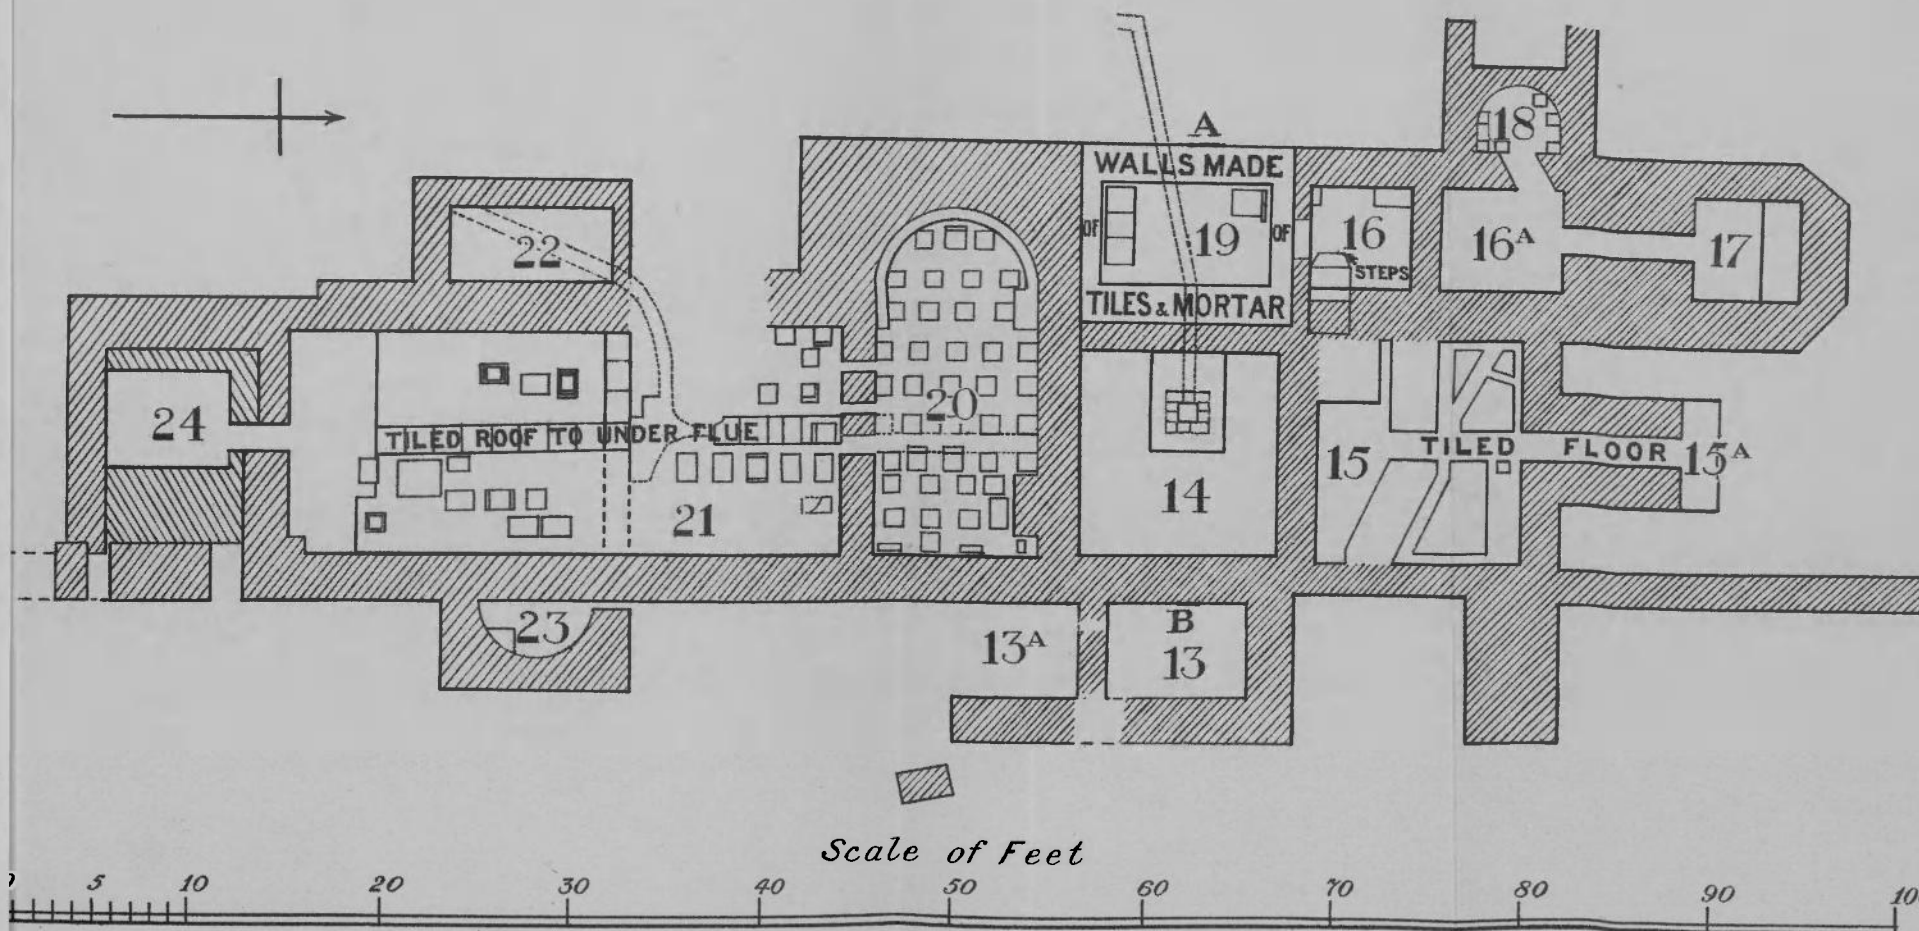 A
WALLS MADE
OF
OF
TILES & MORTAR
18
19
16
STEPS
16A
17
22
20
24
TILED ROOF TO UNDER FLUE
15
TILED FLOOR
15A
14
21
23
13A
B
13
Scale of Feet
5 10 20 30 40 50 60 70 80 90